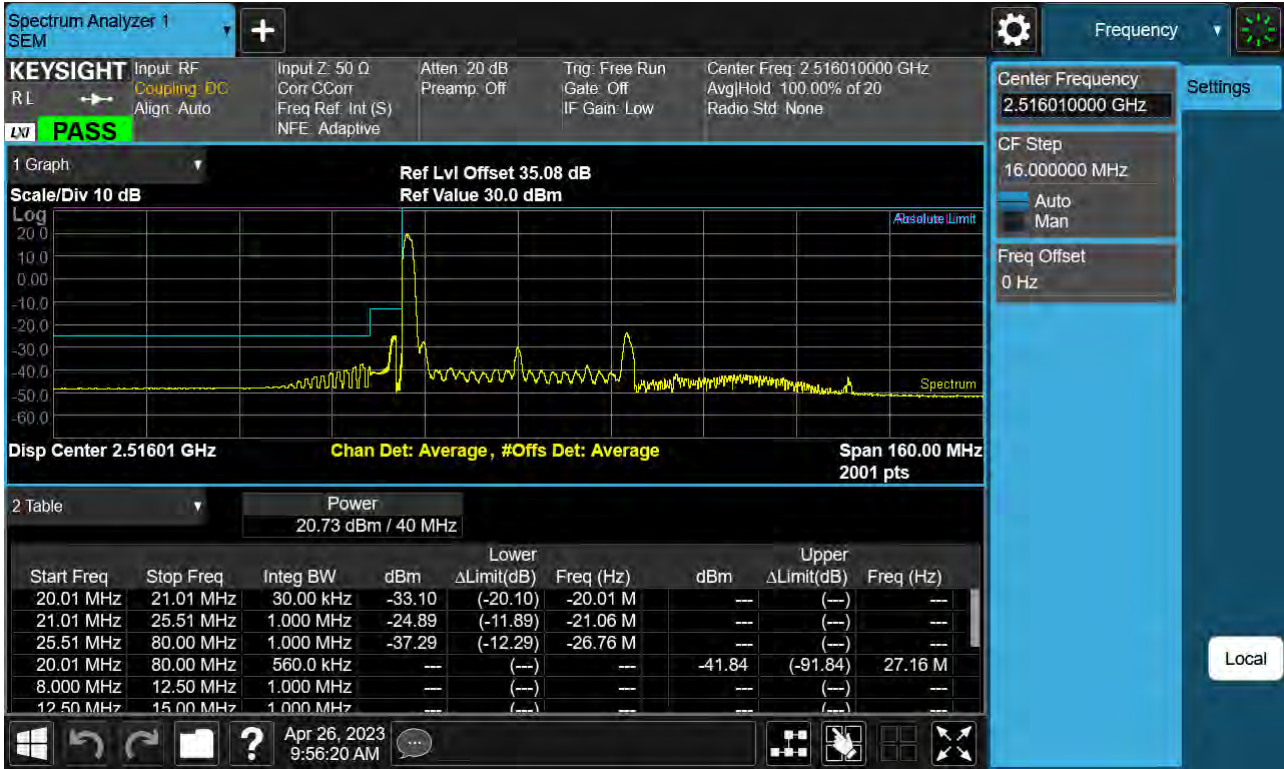 Spectrum Analyzer 1
SEM
Frequency
KEYSIGHT
Input: RF
Coupling: DC
Align: Auto
Input Z: 50 Ω
Corr CCorr
Freq Ref: Int (S)
NFE: Adaptive
Atten: 20 dB
Preamp: Off
Trig: Free Run
Gate: Off
IF Gain: Low
Center Freq: 2.516010000 GHz
Avg|Hold: 100.00% of 20
Radio Std: None
R L
LXI PASS
Center Frequency
2.516010000 GHz
Settings
CF Step
16.000000 MHz
Auto
Man
Freq Offset
0 Hz
Local
1 Graph
Scale/Div 10 dB
Ref Lvl Offset 35.08 dB
Ref Value 30.0 dBm
Log
20.0
10.0
0.00
-10.0
-20.0
-30.0
-40.0
-50.0
-60.0
Limit
Spectrum
Disp Center 2.51601 GHz
Chan Det: Average , #Offs Det: Average
Span 160.00 MHz
2001 pts
2 Table
Power
20.73 dBm / 40 MHz
Lower Upper
Start Freq Stop Freq Integ BW dBm ΔLimit(dB) Freq (Hz) dBm ΔLimit(dB) Freq (Hz)
20.01 MHz 21.01 MHz 30.00 kHz -33.10 (-20.10) -20.01 M --- (---) ---
21.01 MHz 25.51 MHz 1.000 MHz -24.89 (-11.89) -21.06 M --- (---) ---
25.51 MHz 80.00 MHz 1.000 MHz -37.29 (-12.29) -26.76 M --- (---) ---
20.01 MHz 80.00 MHz 560.0 kHz --- (---) --- -41.84 (-91.84) 27.16 M
8.000 MHz 12.50 MHz 1.000 MHz --- (---) --- --- (---) ---
12.50 MHz 15.00 MHz 1.000 MHz --- (---) --- --- (---) ---
Apr 26, 2023
9:56:20 AM